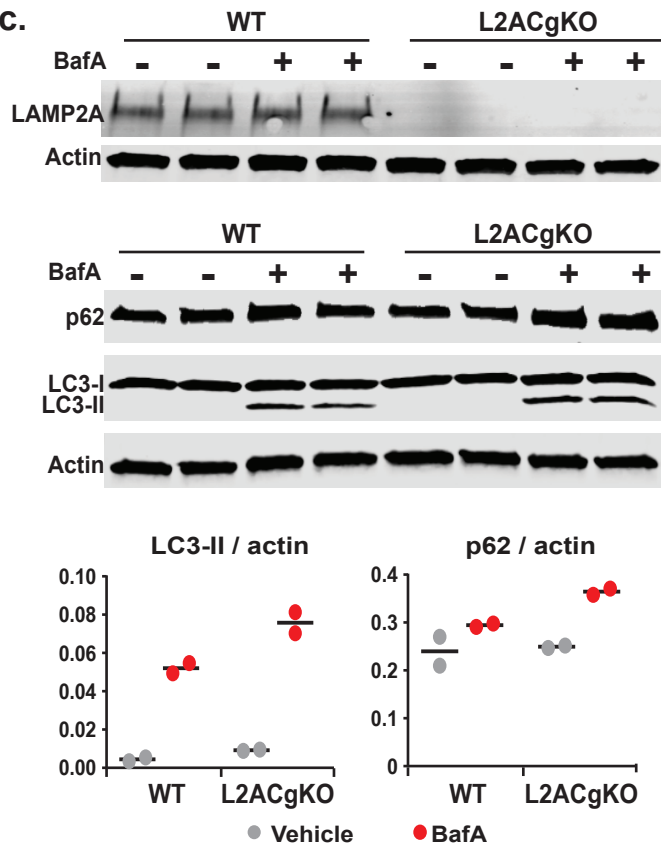 c.
WT L2ACgKO
BafA - - + + - - + +
LAMP2A
Actin
WT L2ACgKO
BafA - - + + - - + +
p62
LC3-I
LC3-II
Actin
LC3-II / actin
0.10
0.08
0.06
0.04
0.02
0.00
WT L2ACgKO
p62 / actin
0.4
0.3
0.2
0.1
0
WT L2ACgKO
Vehicle BafA